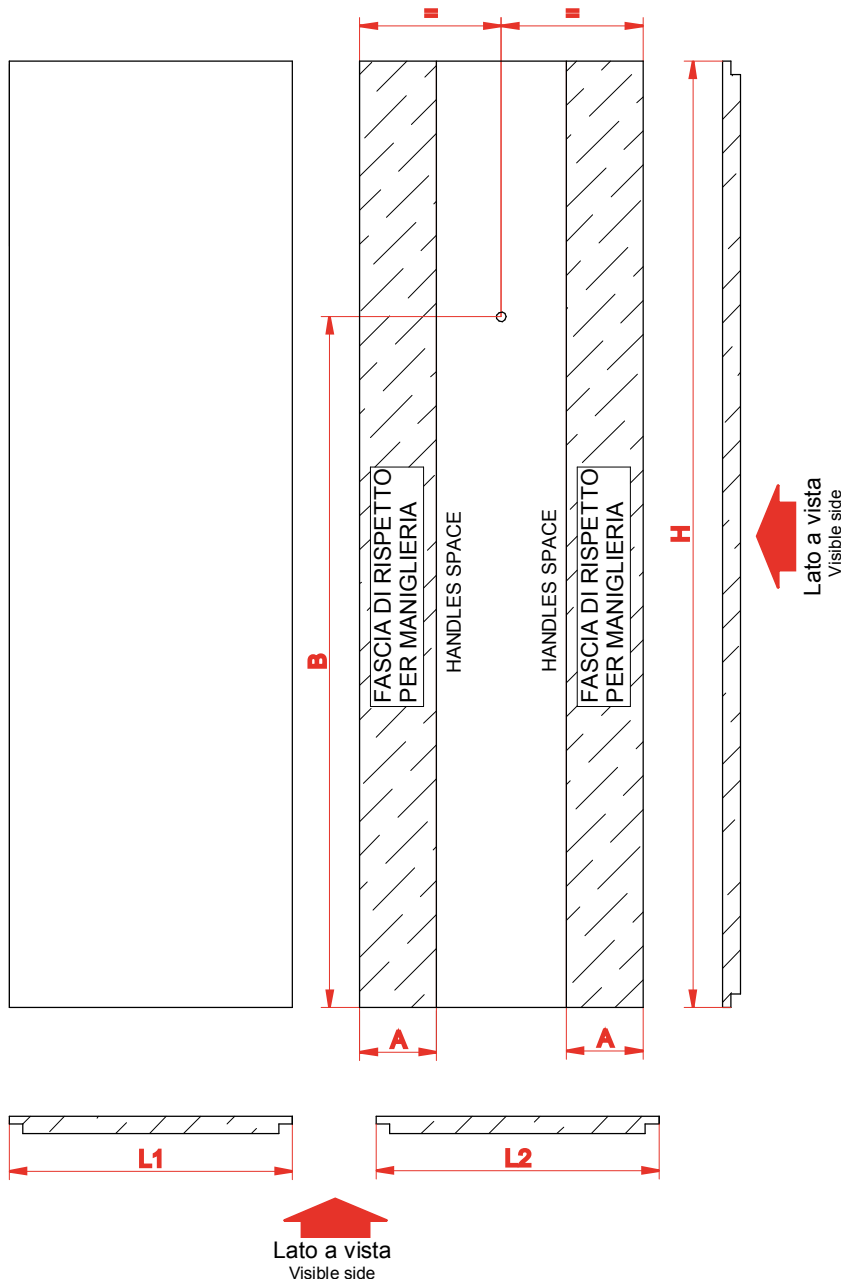 =
=
FASCIA DI RISPETTO
PER MANIGLIERIA
HANDLES SPACE
HANDLES SPACE
FASCIA DI RISPETTO
PER MANIGLIERIA
B
H
Lato a vista
Visible side
A
A
L1
L2
Lato a vista
Visible side